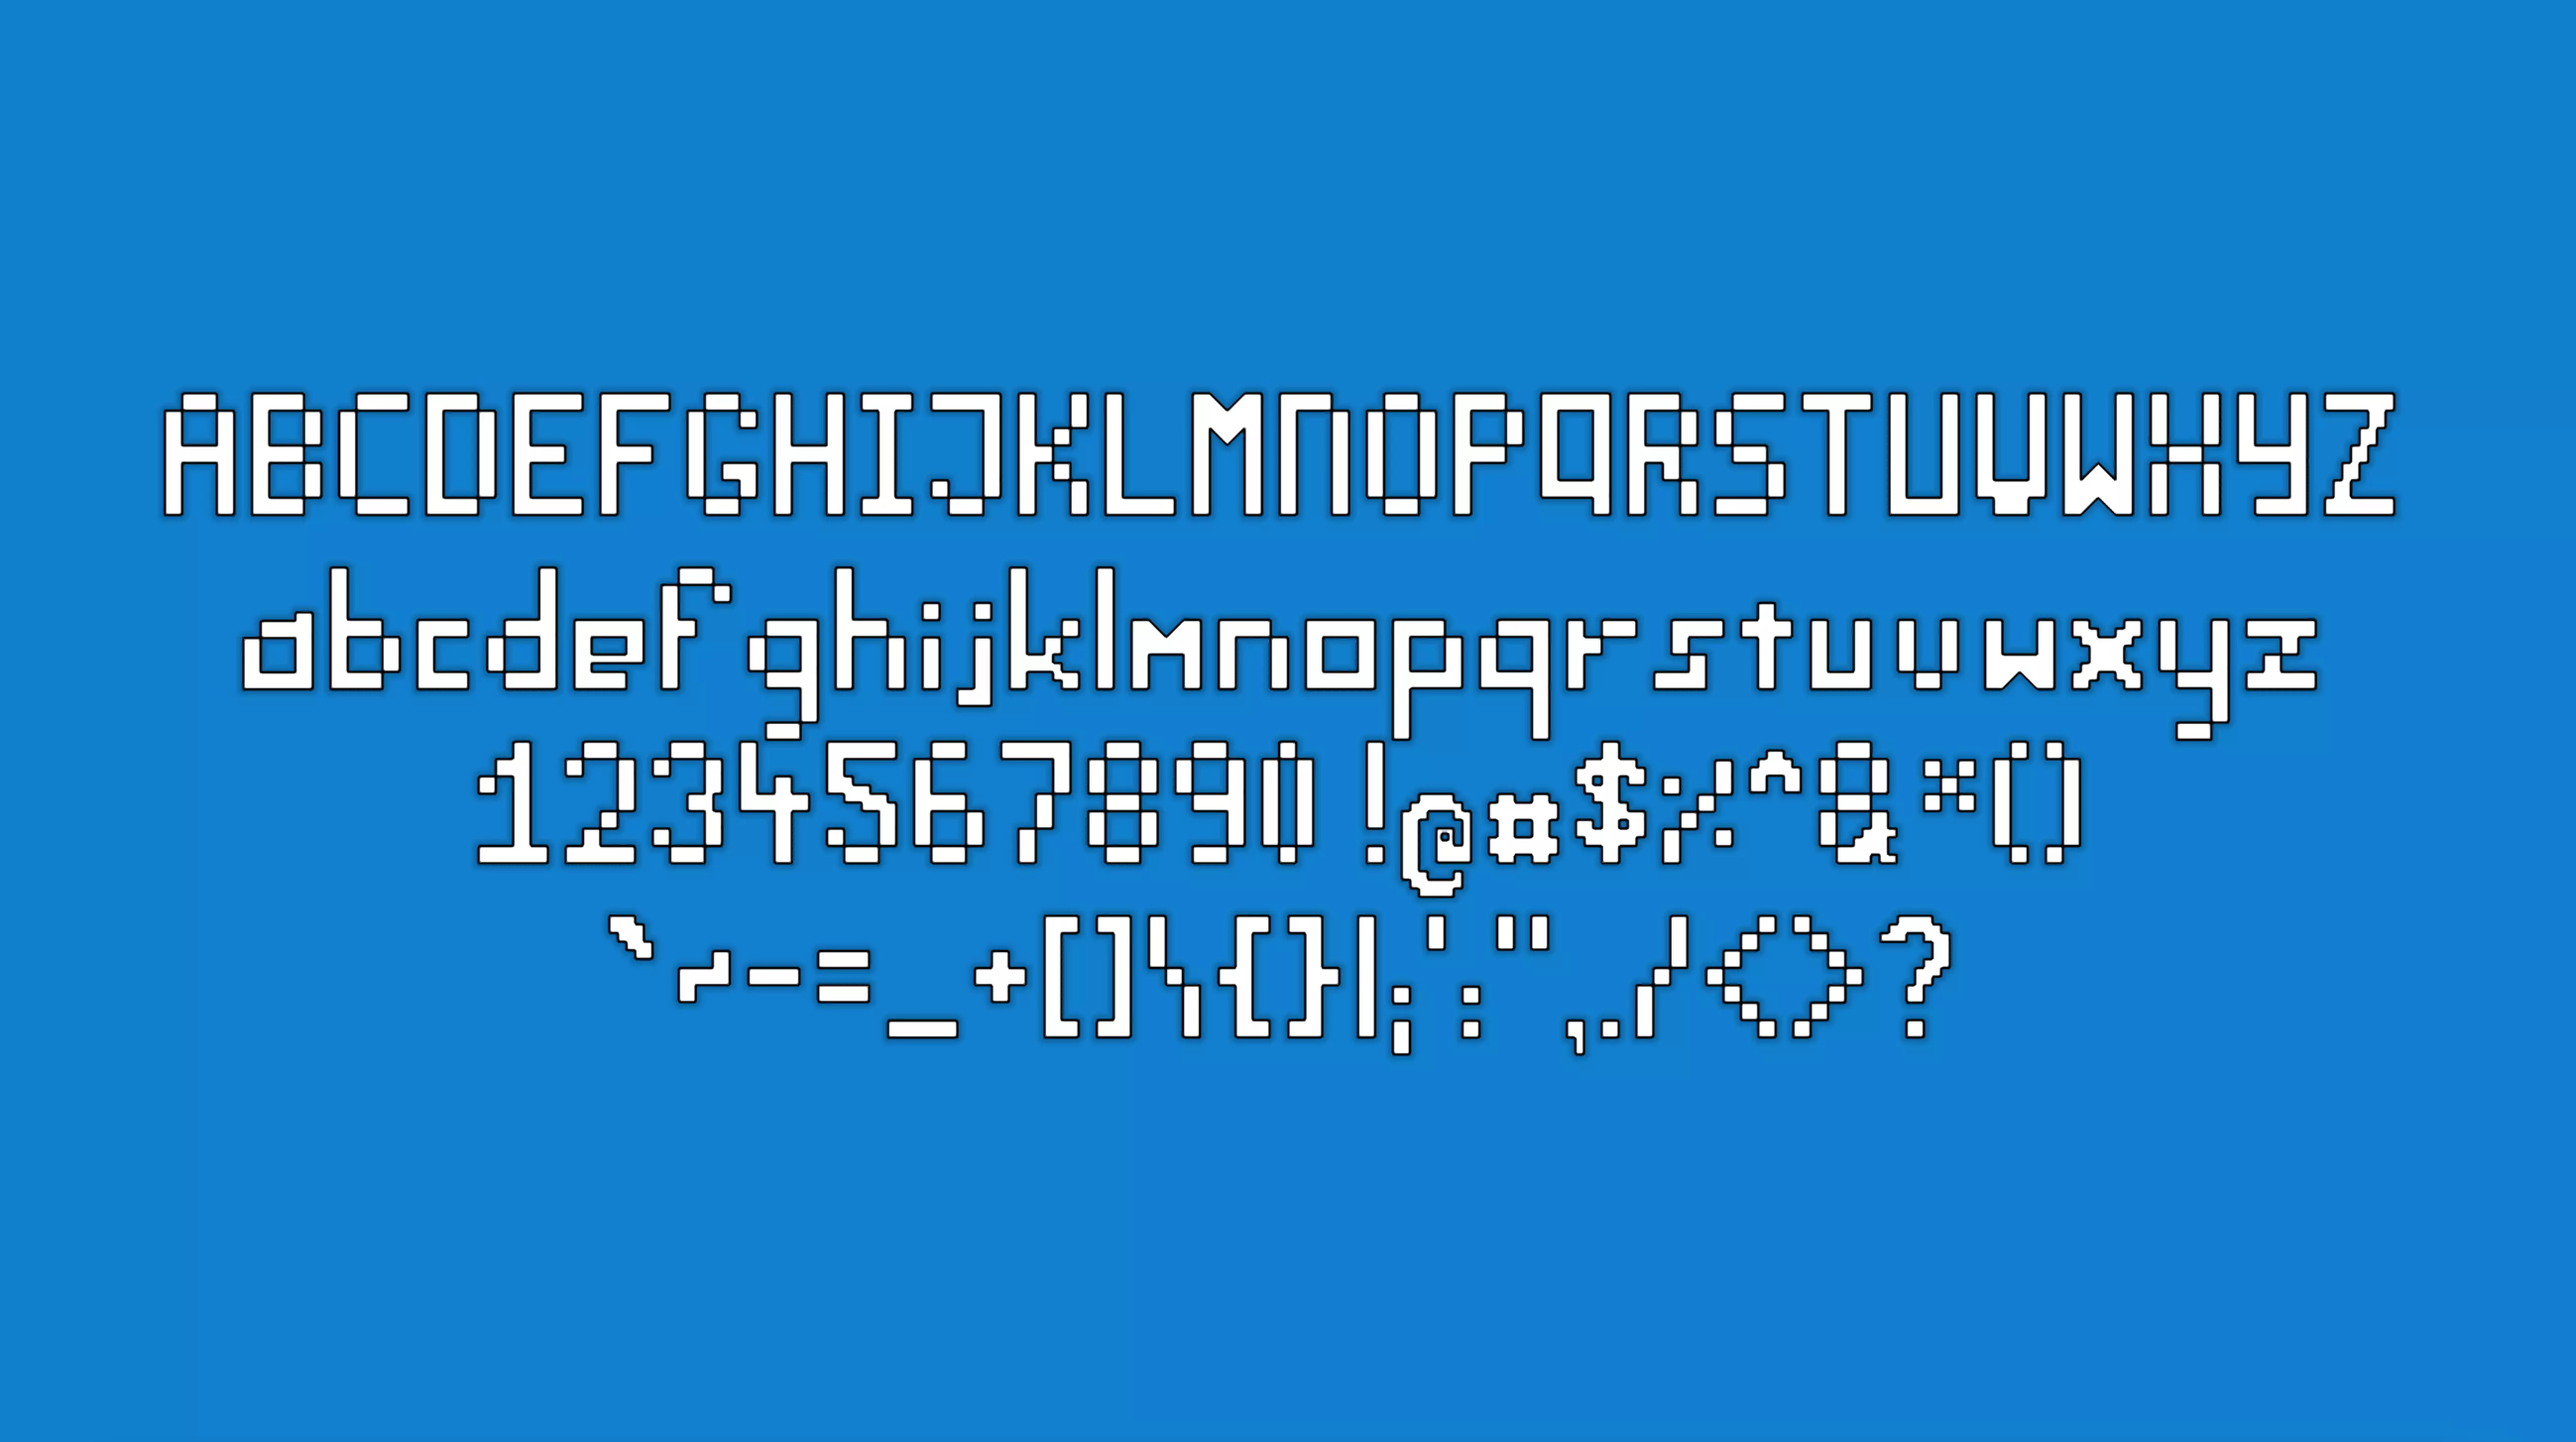 ABCDEFGHIJKLMNOPQRSTUVWXYZ
abcdefghijklmnopqrstuvwxyz
1234567890 !@#$%^&*()
`~-=_+[]\{}|;:'",./<>?